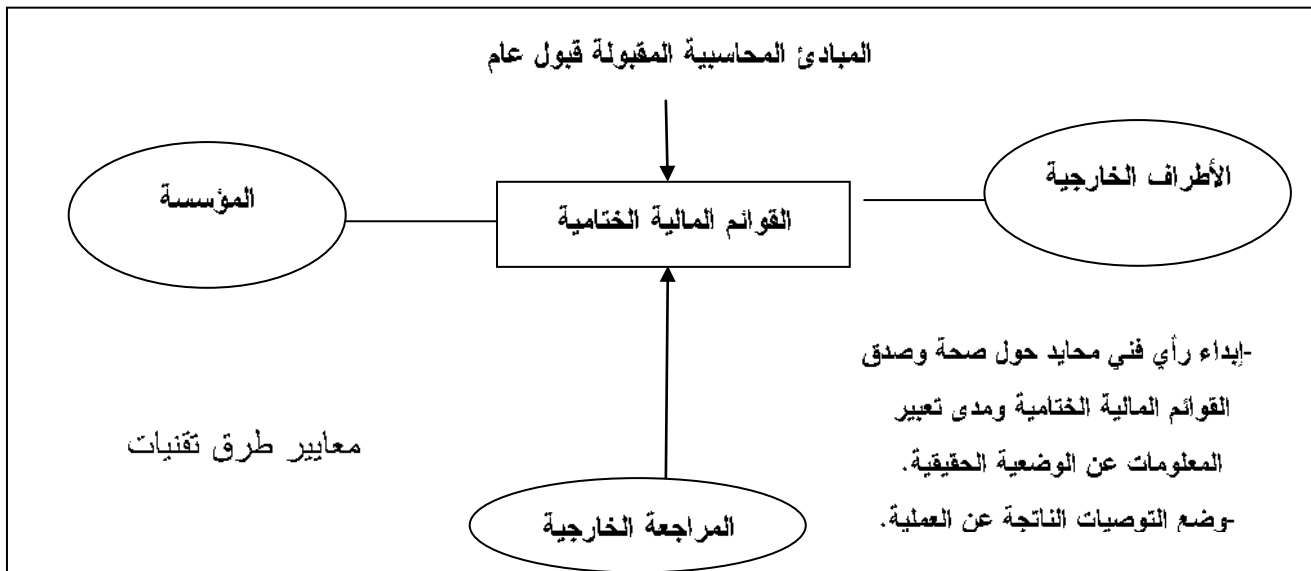 المبادئ المحاسبية المقبولة قبول عام
الأطراف الخارجية
المؤسسة
القوائم المالية الختامية
-إبداء رأي فني محايد حول صحة وصدق
القوائم المالية الختامية ومدى تعبير
المعلومات عن الوضعية الحقيقية.
-وضع التوصيات الناتجة عن العملية.
معايير طرق تقنيات
المراجعة الخارجية